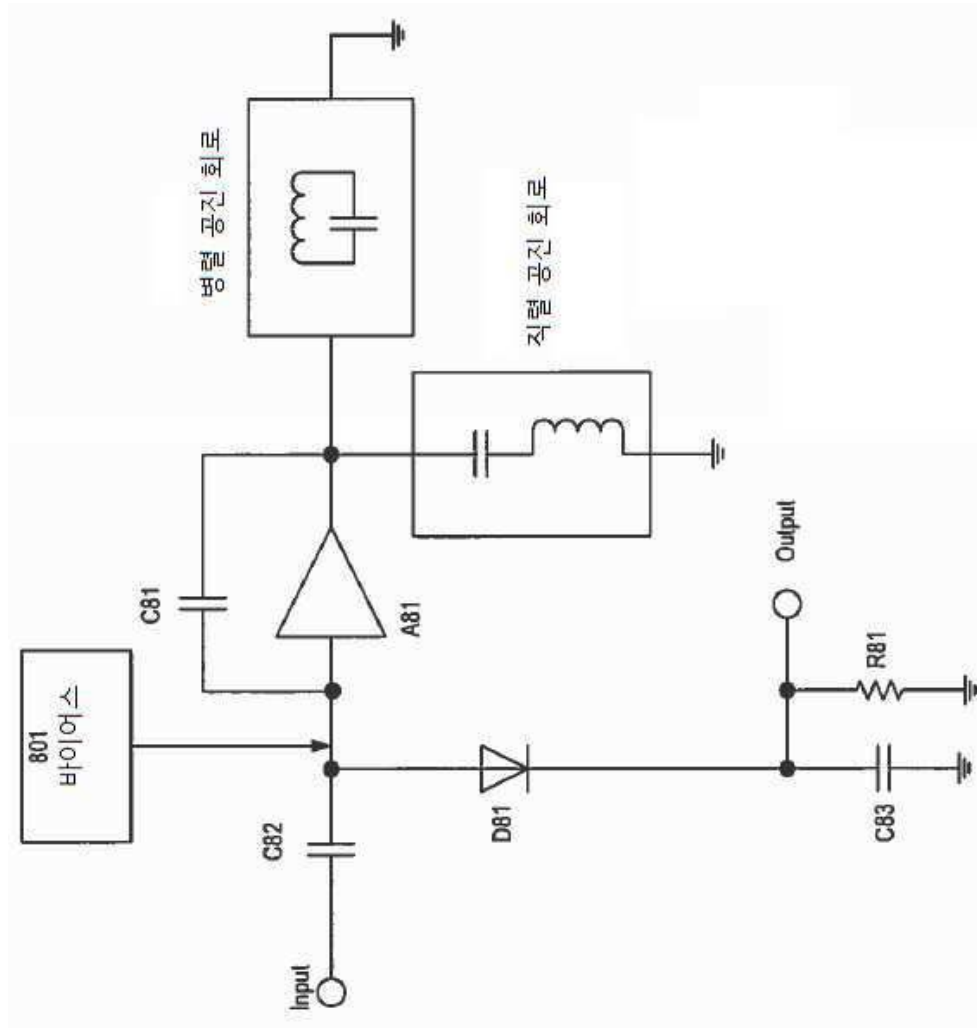 801
바이어스
C81
C82
A81
병렬 공진 회로
직렬 공진 회로
Input
D81
Output
C83
R81